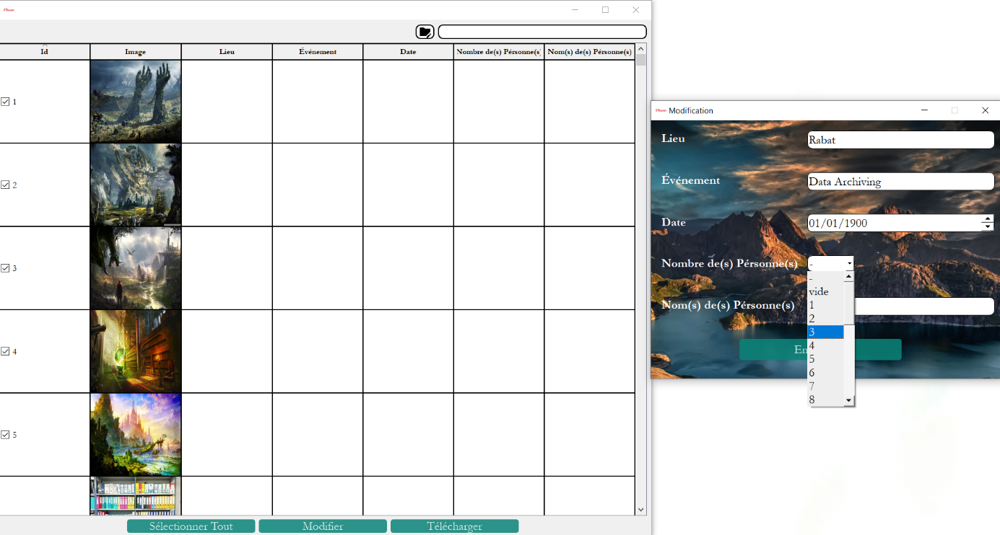 Id Image Lieu Événement Date Nombre de(s) Pérsonne(s) Nom(s) de(s) Pérsonne(s)
1
2
3
4
5
Sélectionner Tout Modifier Télécharger
Modification
Lieu Rabat
Événement Data Archiving
Date 01/01/1900
Nombre de(s) Pérsonne(s) -
-
vide
1
2
3
4
5
6
7
8
Nom(s) de(s) Pérsonne(s)